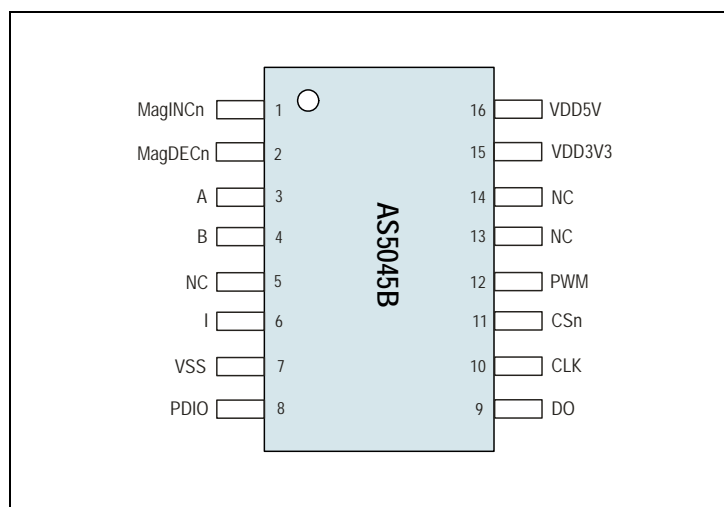 MagINCn 1 16 VDD5V
MagDECn 2 15 VDD3V3
A 3 14 NC
B 4 13 NC
NC 5 12 PWM
I 6 11 CSn
VSS 7 10 CLK
PDIO 8 9 DO
AS5045B